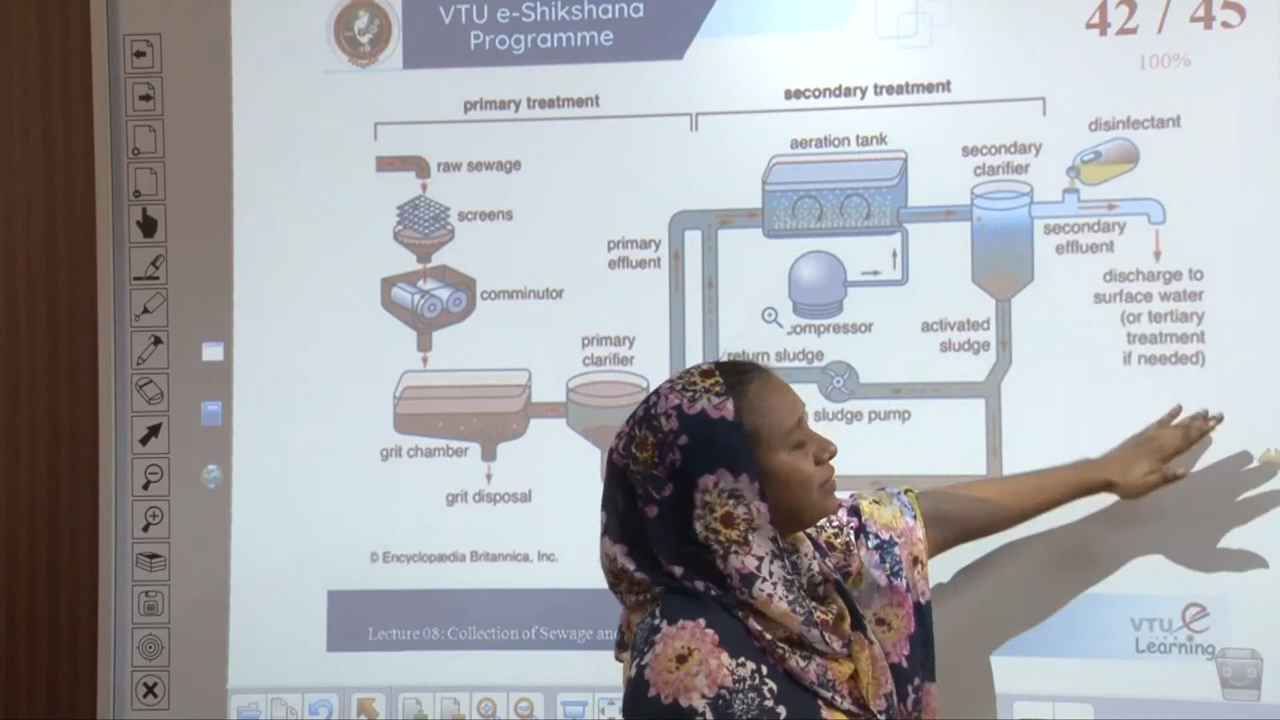 VTU e-Shikshana
Programme
42 / 45
100%
primary treatment
secondary treatment
raw sewage
screens
comminutor
grit chamber
grit disposal
primary
clarifier
primary
effluent
aeration tank
compressor
return sludge
sludge pump
activated
sludge
secondary
clarifier
disinfectant
secondary
effluent
discharge to
surface water
(or tertiary
treatment
if needed)
© Encyclopædia Britannica, Inc.
Lecture 08: Collection of Sewage and
VTU e
Learning